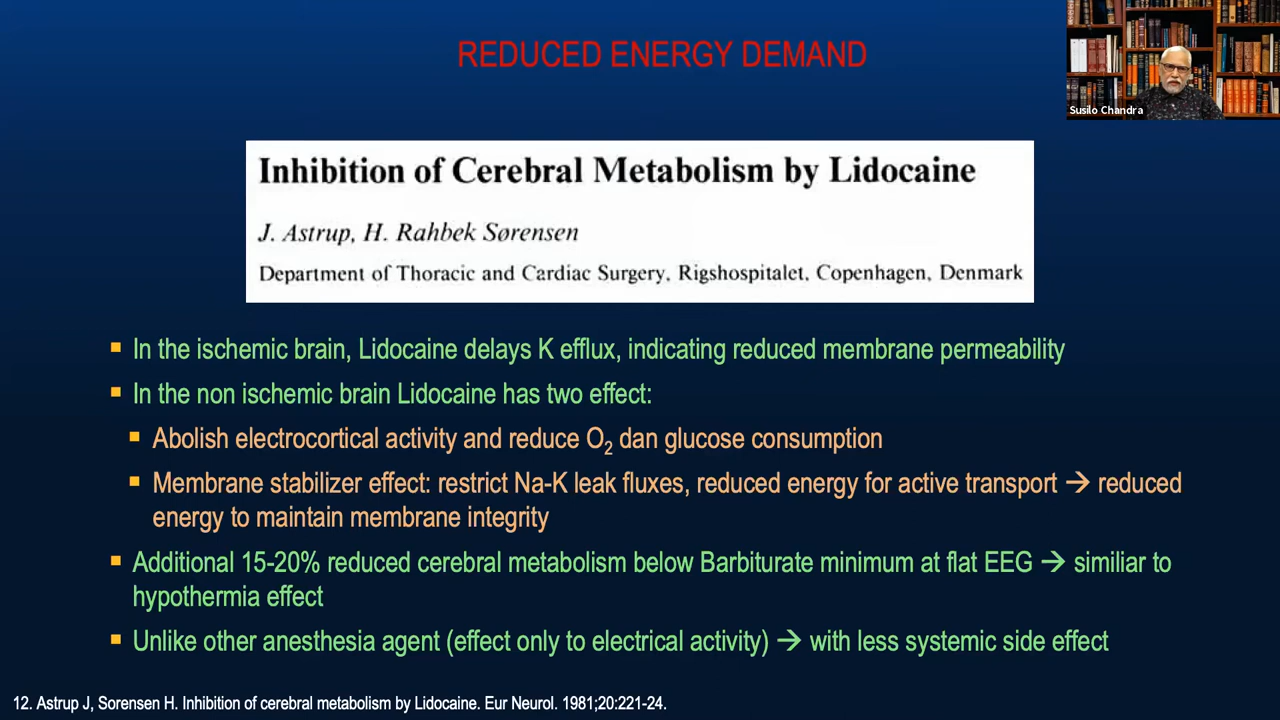 REDUCED ENERGY DEMAND
Susilo Chandra
Inhibition of Cerebral Metabolism by Lidocaine
J. Astrup, H. Rahbek Sørensen
Department of Thoracic and Cardiac Surgery, Rigshospitalet, Copenhagen, Denmark
▪ In the ischemic brain, Lidocaine delays K efflux, indicating reduced membrane permeability
▪ In the non ischemic brain Lidocaine has two effect:
▪ Abolish electrocortical activity and reduce O₂ dan glucose consumption
▪ Membrane stabilizer effect: restrict Na-K leak fluxes, reduced energy for active transport → reduced
energy to maintain membrane integrity
▪ Additional 15-20% reduced cerebral metabolism below Barbiturate minimum at flat EEG → similiar to
hypothermia effect
▪ Unlike other anesthesia agent (effect only to electrical activity) → with less systemic side effect
12. Astrup J, Sorensen H. Inhibition of cerebral metabolism by Lidocaine. Eur Neurol. 1981;20:221-24.